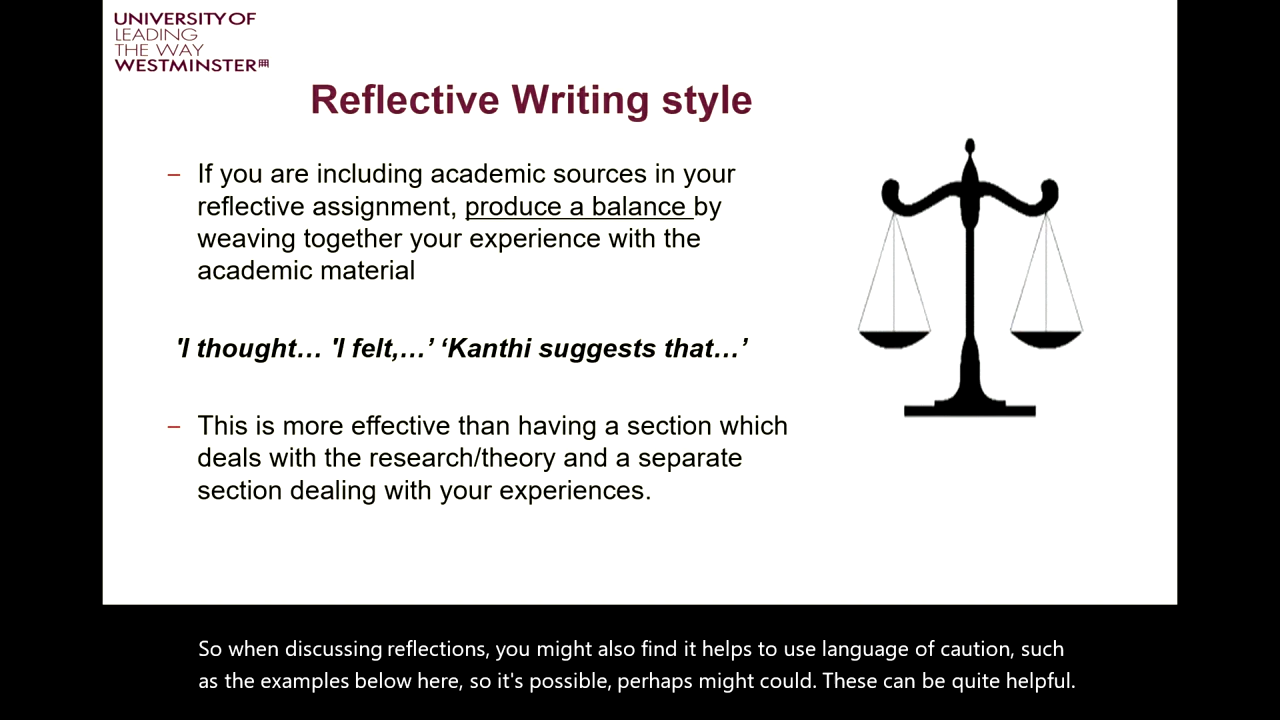 UNIVERSITY OF
LEADING
THE WAY
WESTMINSTER
Reflective Writing style
– If you are including academic sources in your
reflective assignment, produce a balance by
weaving together your experience with the
academic material
'I thought… 'I felt,…’ ‘Kanthi suggests that…’
– This is more effective than having a section which
deals with the research/theory and a separate
section dealing with your experiences.
So when discussing reflections, you might also find it helps to use language of caution, such
as the examples below here, so it's possible, perhaps might could. These can be quite helpful.